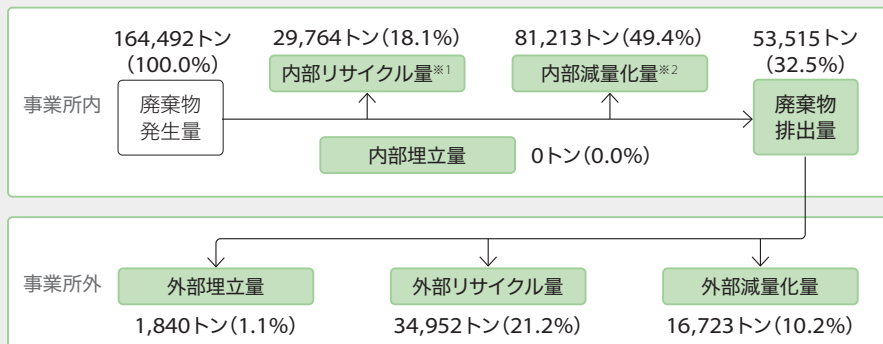 164,492トン
(100.0%)
29,764トン(18.1%)
81,213トン(49.4%)
53,515トン
(32.5%)
事業所内
廃棄物
発生量
内部リサイクル量※1
内部減量化量※2
廃棄物
排出量
内部埋立量
0トン(0.0%)
事業所外
外部埋立量
外部リサイクル量
外部減量化量
1,840トン(1.1%)
34,952トン(21.2%)
16,723トン(10.2%)